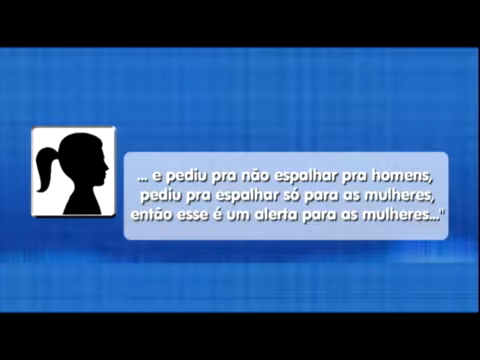 ... e pediu pra não espalhar pra homens,
pediu pra espalhar só para as mulheres,
então esse é um alerta para as mulheres..."